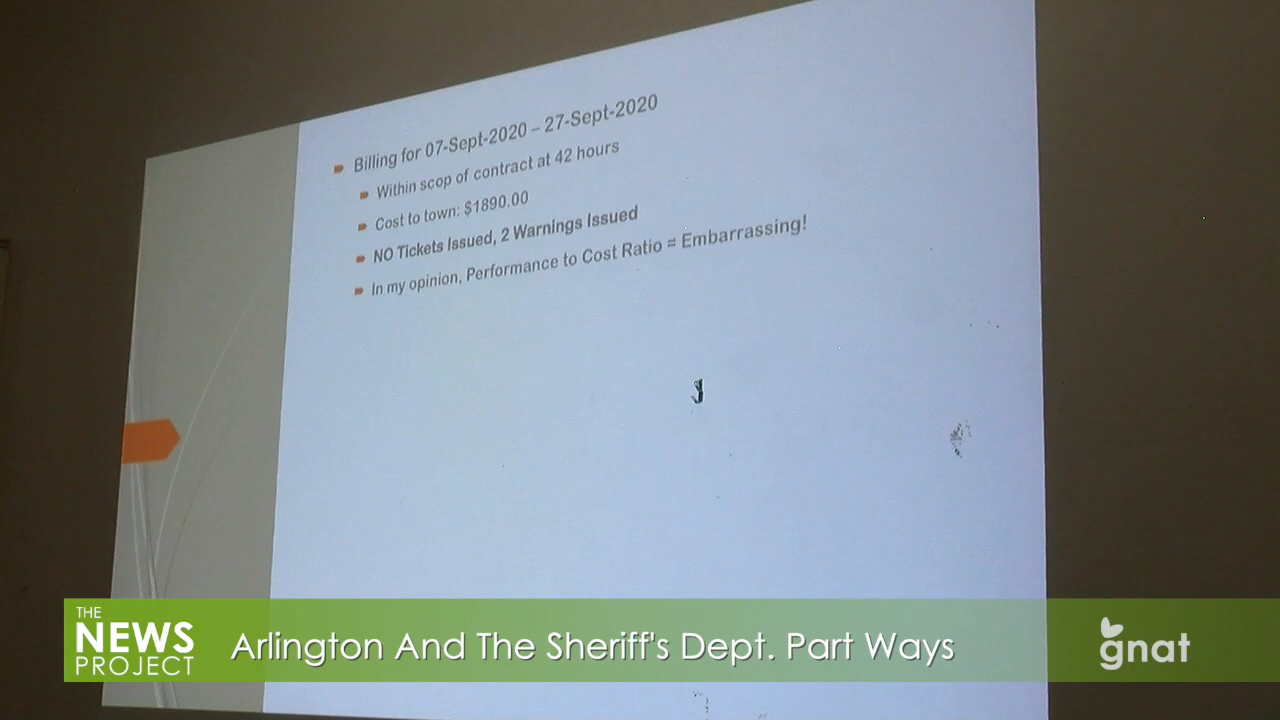 Billing for 07-Sept-2020 – 27-Sept-2020
Within scop of contract at 42 hours
Cost to town: $1890.00
NO Tickets Issued, 2 Warnings Issued
In my opinion, Performance to Cost Ratio = Embarrassing!
THE
NEWS
PROJECT
Arlington And The Sheriff's Dept. Part Ways
gnat